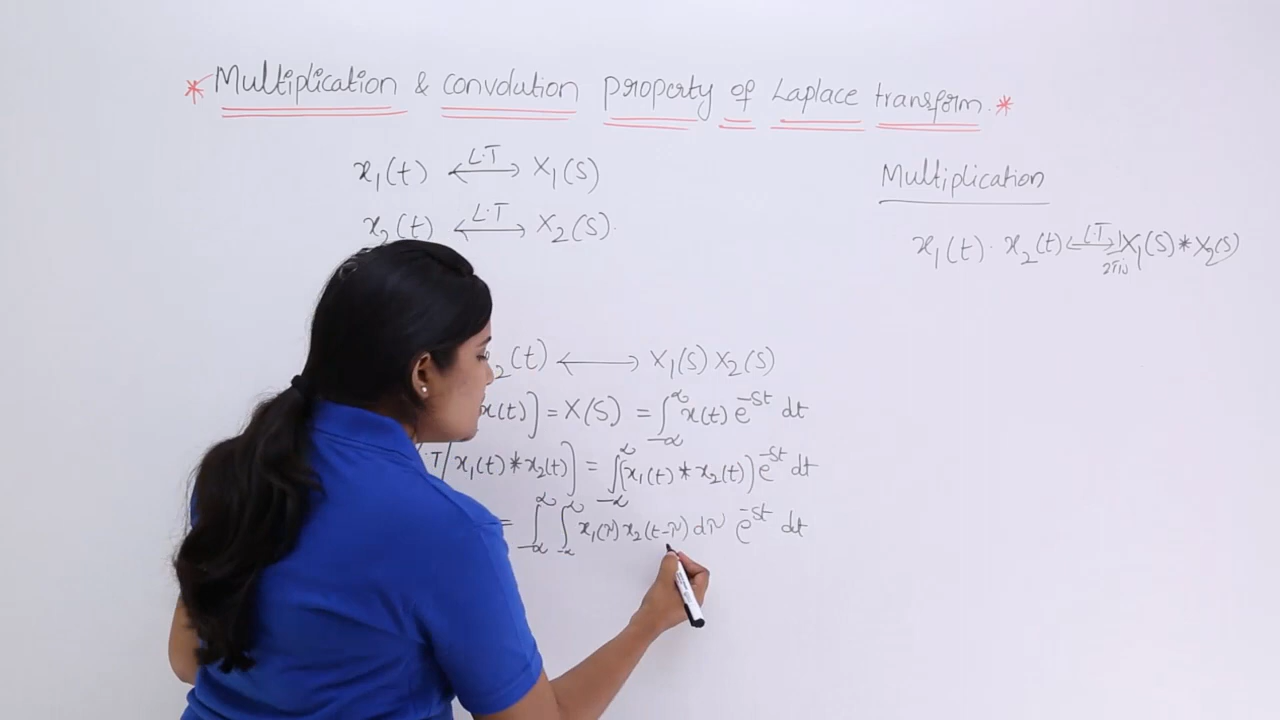 * Multiplication & convolution property of Laplace transform. *
x₁(t) ⟷ᴸ·ᵀ X₁(S)
x₂(t) ⟷ᴸ·ᵀ X₂(S).
₂(t) ⟷ X₁(S) X₂(S)
x(t)] = X(S) = ∫_{-∞}^{∞} x(t) e^{-st} dt
·T[x₁(t) * x₂(t)] = ∫_{-∞}^{∞} (x₁(t) * x₂(t)) e^{-st} dt
= ∫_{-∞}^{∞} ∫_{-∞}^{∞} x₁(τ) x₂(t-τ) dτ e^{-st} dt
Multiplication
x₁(t) · x₂(t) ⟷ᴸ·ᵀ 1/2πj X₁(S) * X₂(S)